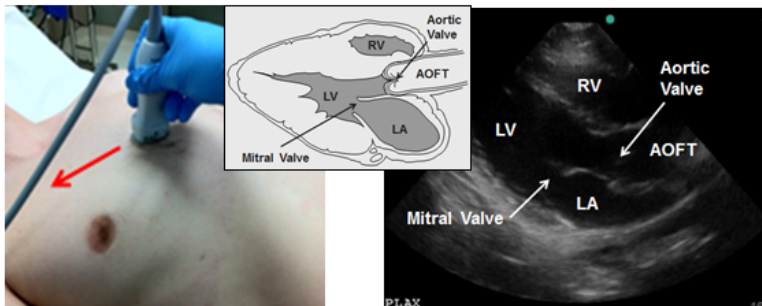 Aortic
Valve
RV
AOFT
LV
LA
Mitral Valve
RV
Aortic
Valve
LV
AOFT
LA
Mitral Valve
PLAX